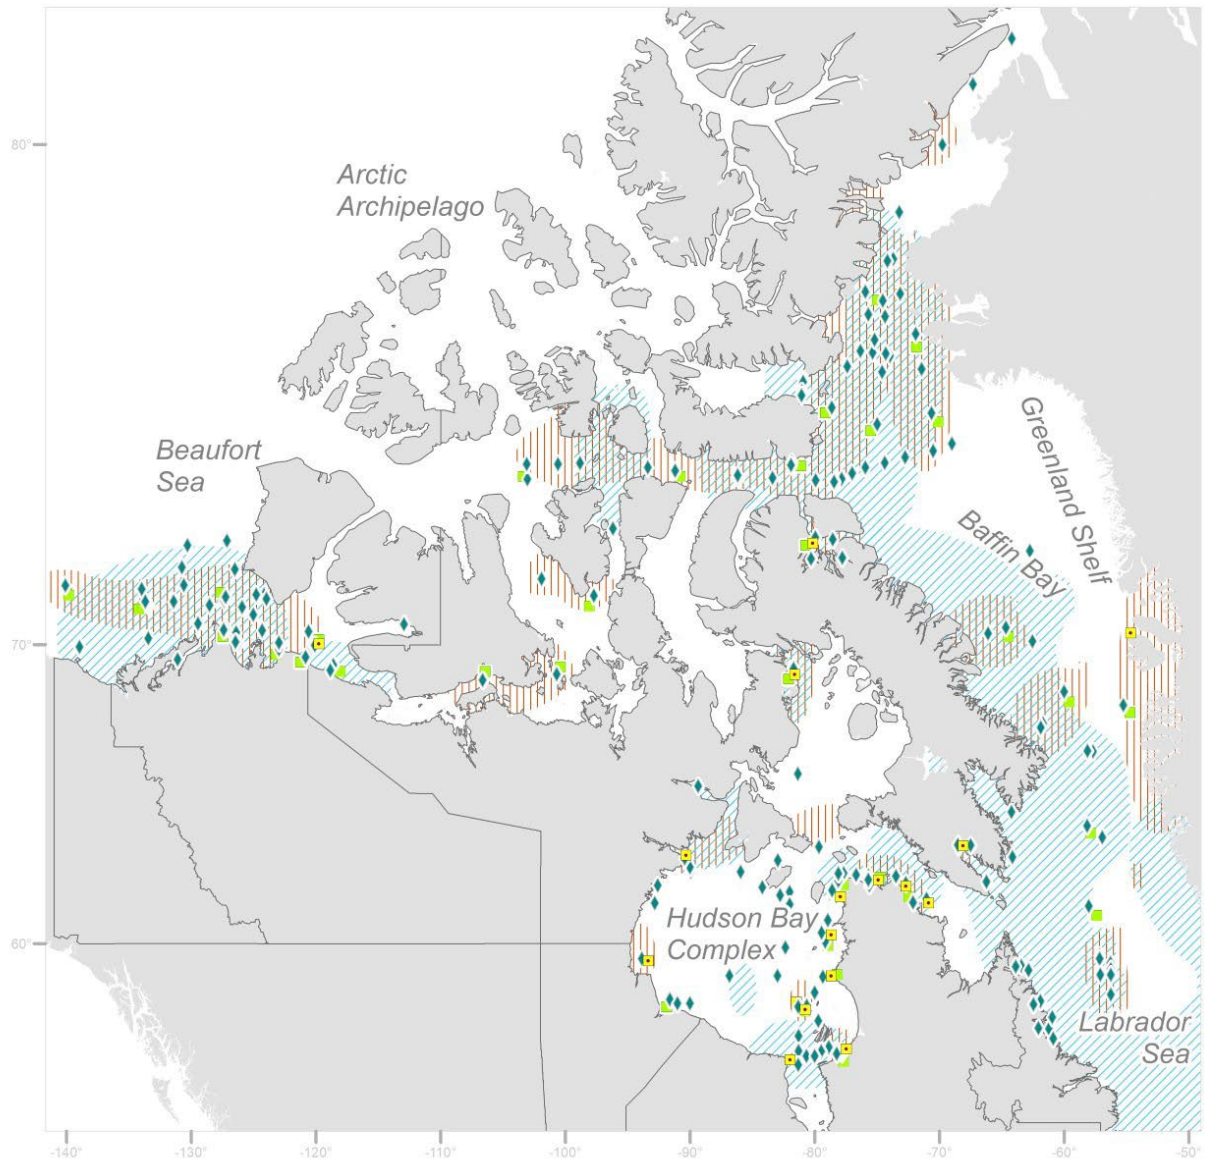 80°
Arctic
Archipelago
Beaufort
Sea
Greenland Shelf
Baffin Bay
70°
Hudson Bay
Complex
60°
Labrador
Sea
-140°
-130°
-120°
-110°
-100°
-90°
-80°
-70°
-60°
-50°